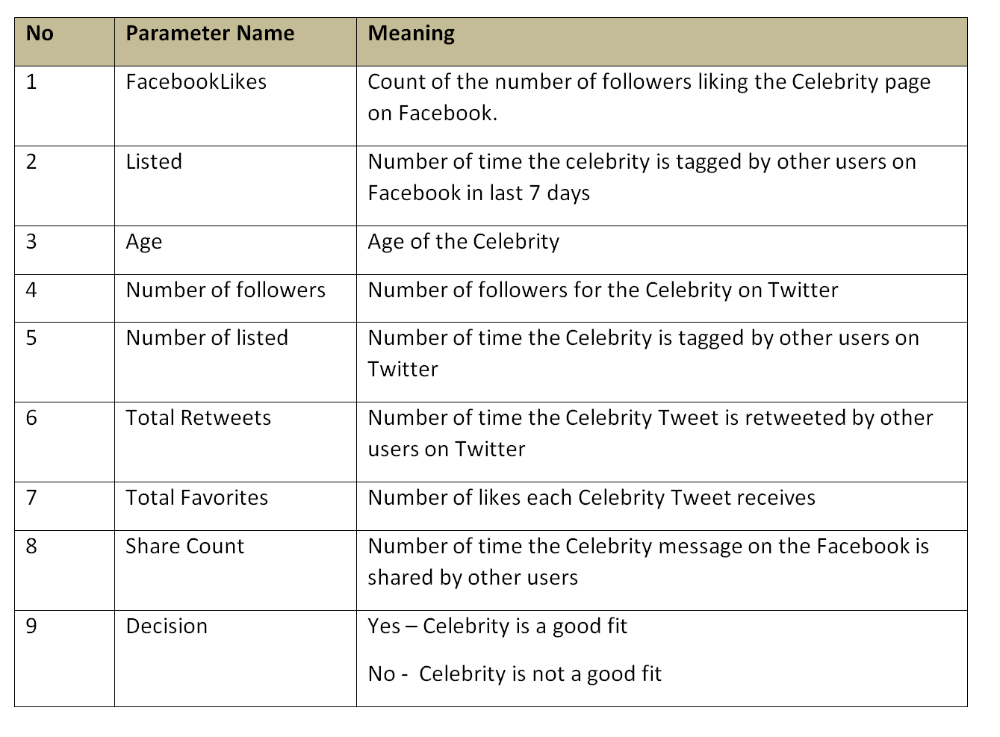 No Parameter Name Meaning
1 FacebookLikes Count of the number of followers liking the Celebrity page
on Facebook.
2 Listed Number of time the celebrity is tagged by other users on
Facebook in last 7 days
3 Age Age of the Celebrity
4 Number of followers Number of followers for the Celebrity on Twitter
5 Number of listed Number of time the Celebrity is tagged by other users on
Twitter
6 Total Retweets Number of time the Celebrity Tweet is retweeted by other
users on Twitter
7 Total Favorites Number of likes each Celebrity Tweet receives
8 Share Count Number of time the Celebrity message on the Facebook is
shared by other users
9 Decision Yes – Celebrity is a good fit
No -  Celebrity is not a good fit